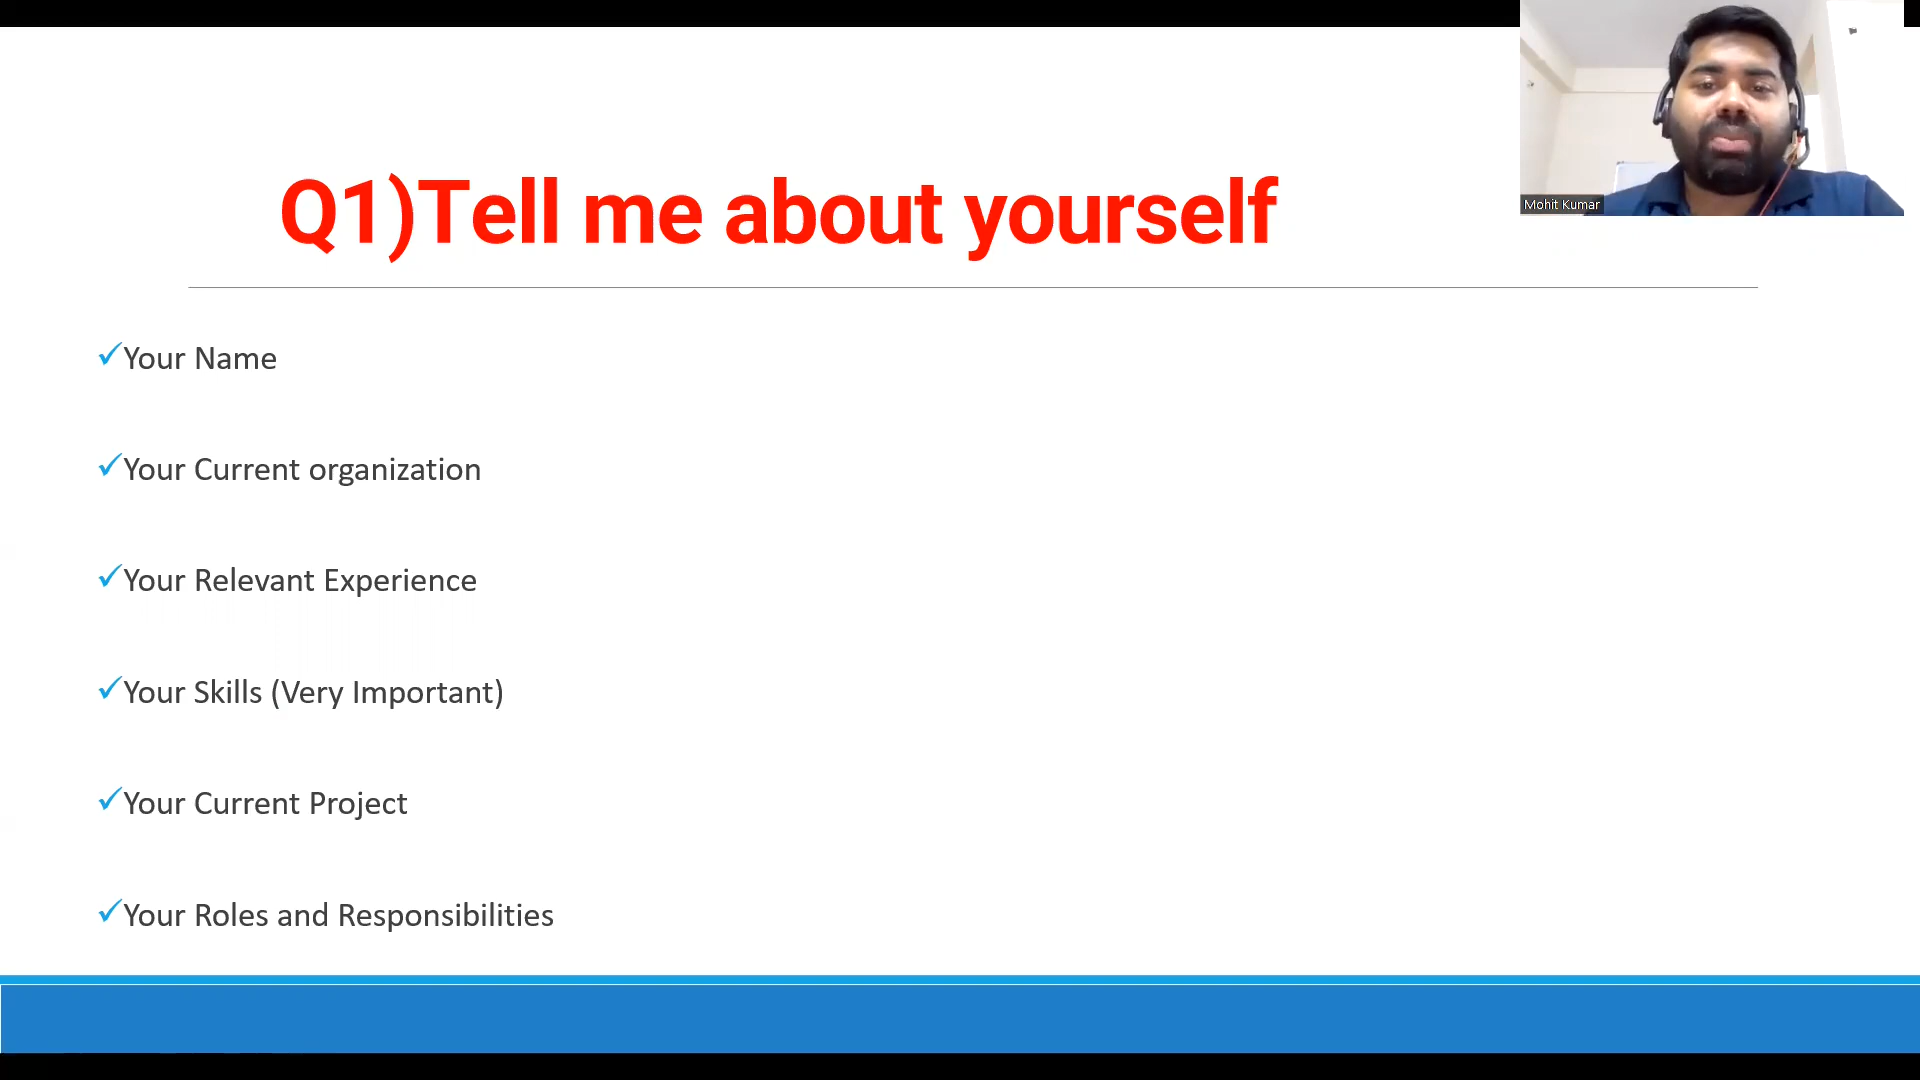 Q1)Tell me about yourself
Mohit Kumar
✓Your Name
✓Your Current organization
✓Your Relevant Experience
✓Your Skills (Very Important)
✓Your Current Project
✓Your Roles and Responsibilities